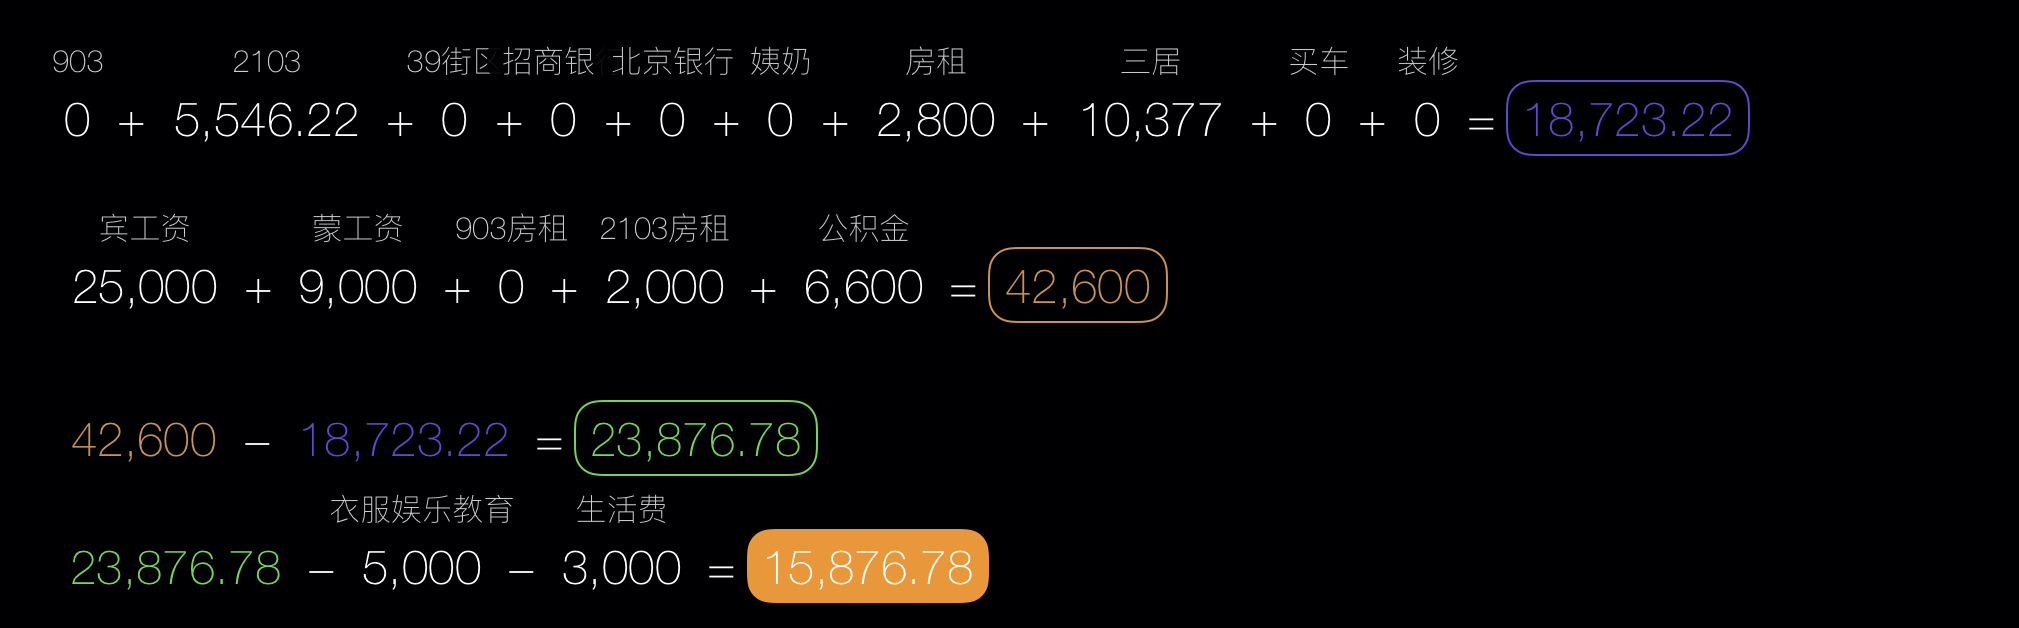 903 2103 39街区 招商银行 北京银行 姨奶 房租 三居 买车 装修
0 + 5,546.22 + 0 + 0 + 0 + 0 + 2,800 + 10,377 + 0 + 0 = 18,723.22
宾工资 蒙工资 903房租 2103房租 公积金
25,000 + 9,000 + 0 + 2,000 + 6,600 = 42,600
42,600 − 18,723.22 = 23,876.78
衣服娱乐教育 生活费
23,876.78 − 5,000 − 3,000 = 15,876.78